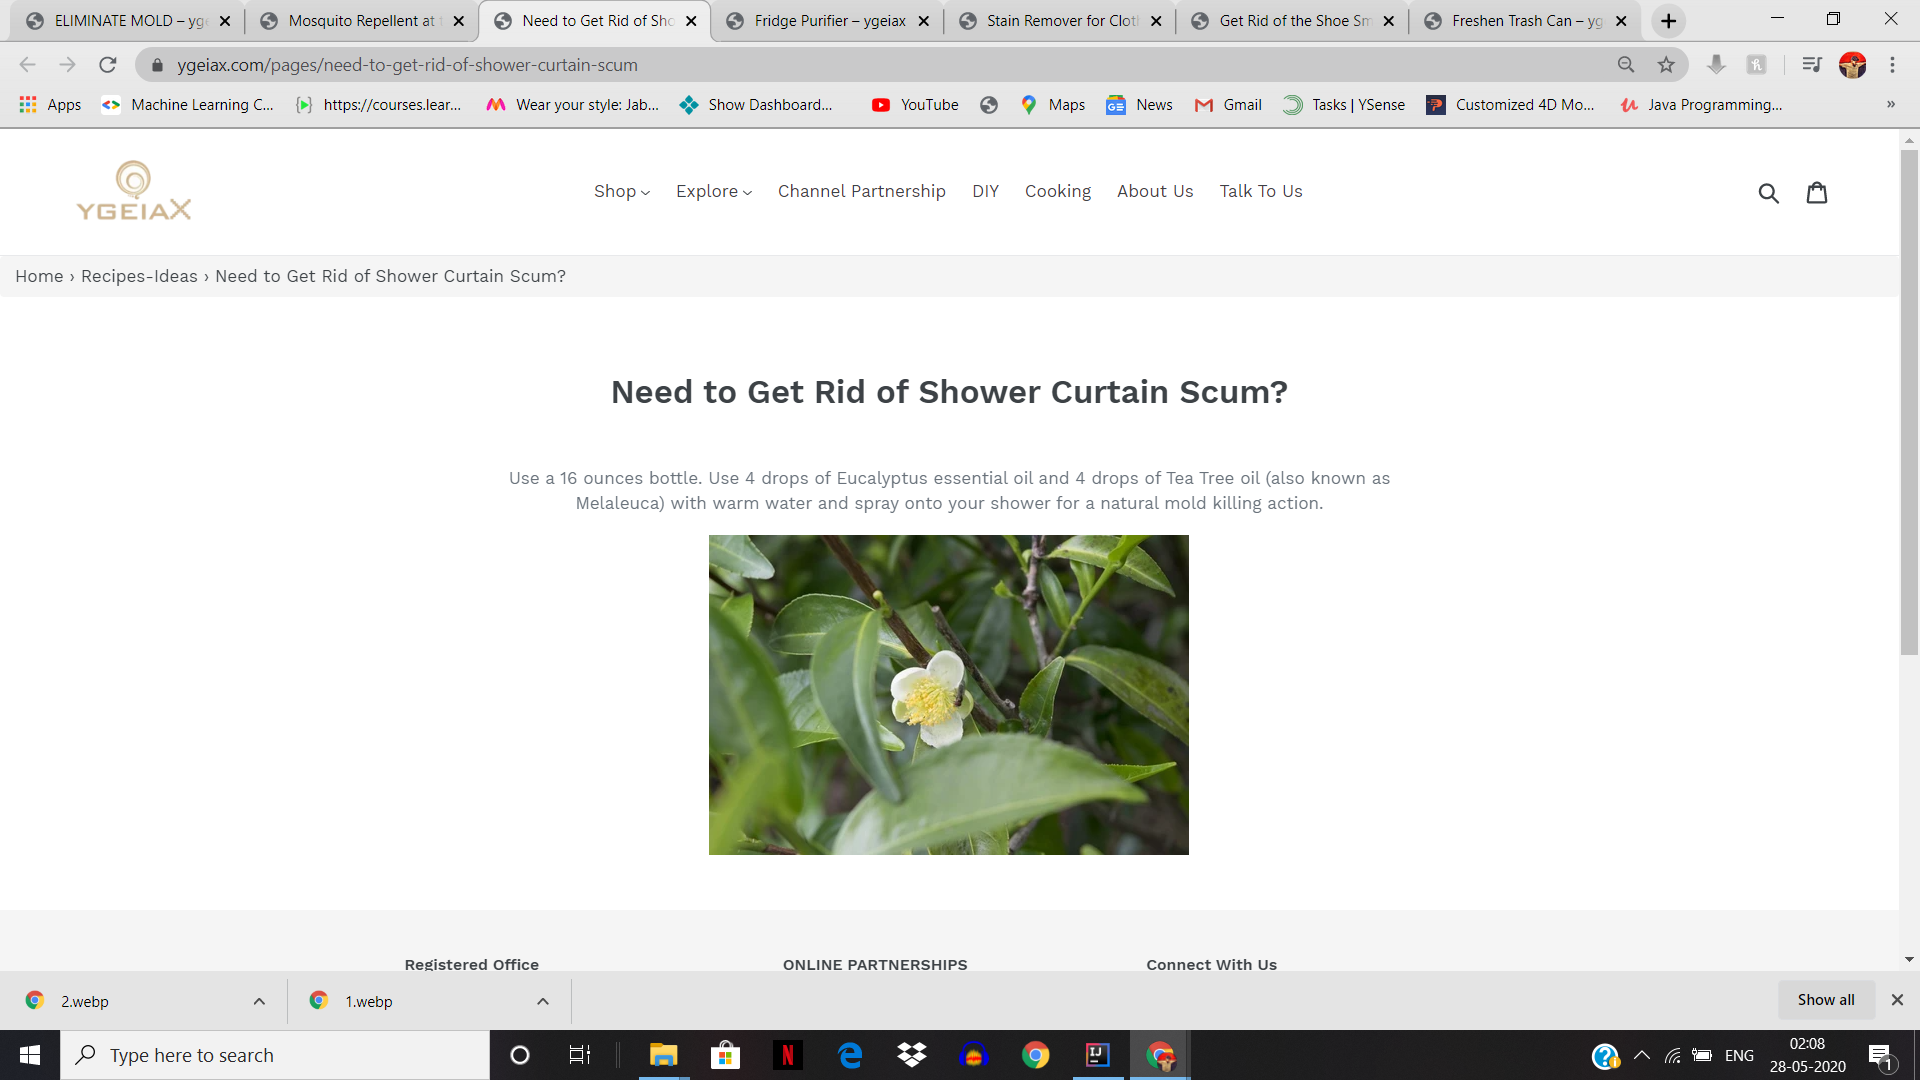 ELIMINATE MOLD – yge
Mosquito Repellent at t
Need to Get Rid of Sho
Fridge Purifier – ygeiax
Stain Remover for Clot
Get Rid of the Shoe Sm
Freshen Trash Can – yg
ygeiax.com/pages/need-to-get-rid-of-shower-curtain-scum
Apps
Machine Learning C...
https://courses.lear...
Wear your style: Jab...
Show Dashboard...
YouTube
Maps
News
Gmail
Tasks | YSense
Customized 4D Mo...
Java Programming...
»
YGEIAX
Shop
Explore
Channel Partnership
DIY
Cooking
About Us
Talk To Us
Home › Recipes-Ideas › Need to Get Rid of Shower Curtain Scum?
Need to Get Rid of Shower Curtain Scum?
Use a 16 ounces bottle. Use 4 drops of Eucalyptus essential oil and 4 drops of Tea Tree oil (also known as
Melaleuca) with warm water and spray onto your shower for a natural mold killing action.
Registered Office
ONLINE PARTNERSHIPS
Connect With Us
2.webp
1.webp
Show all
Type here to search
ENG
02:08
28-05-2020
1